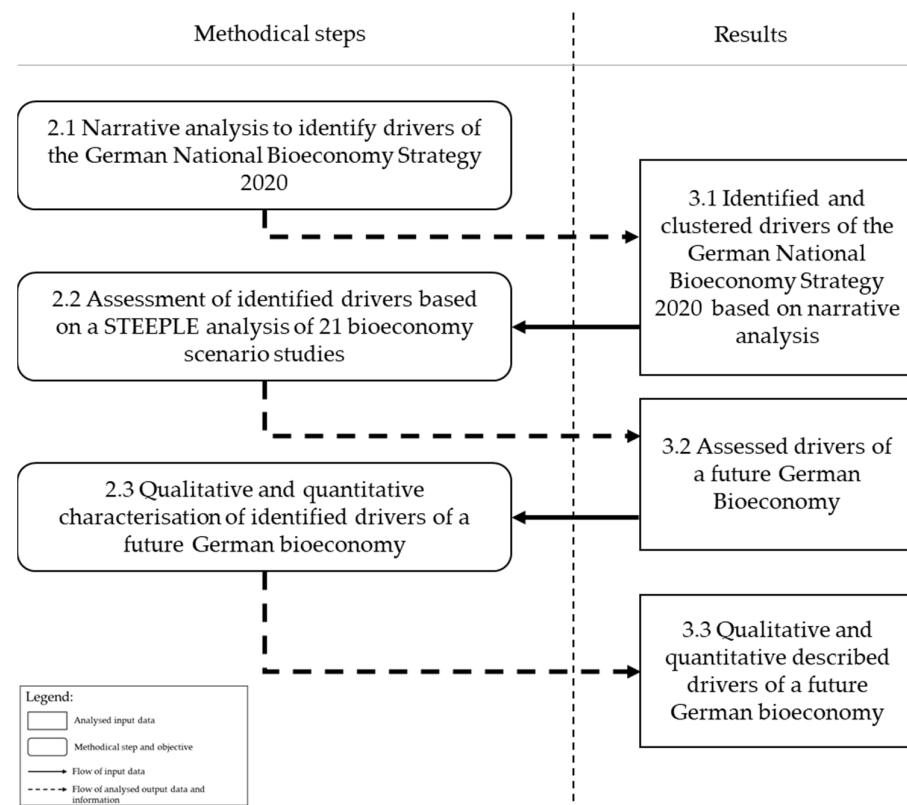 Methodical steps
Results
2.1 Narrative analysis to identify drivers of
the German National Bioeconomy Strategy
2020
3.1 Identified and
clustered drivers of the
German National
Bioeconomy Strategy
2020 based on narrative
analysis
2.2 Assessment of identified drivers based
on a STEEPLE analysis of 21 bioeconomy
scenario studies
3.2 Assessed drivers of
a future German
Bioeconomy
2.3 Qualitative and quantitative
characterisation of identified drivers of a
future German bioeconomy
3.3 Qualitative and
quantitative described
drivers of a future
German bioeconomy
Legend:
Analysed input data
Methodical step and objective
Flow of input data
Flow of analysed output data and
information